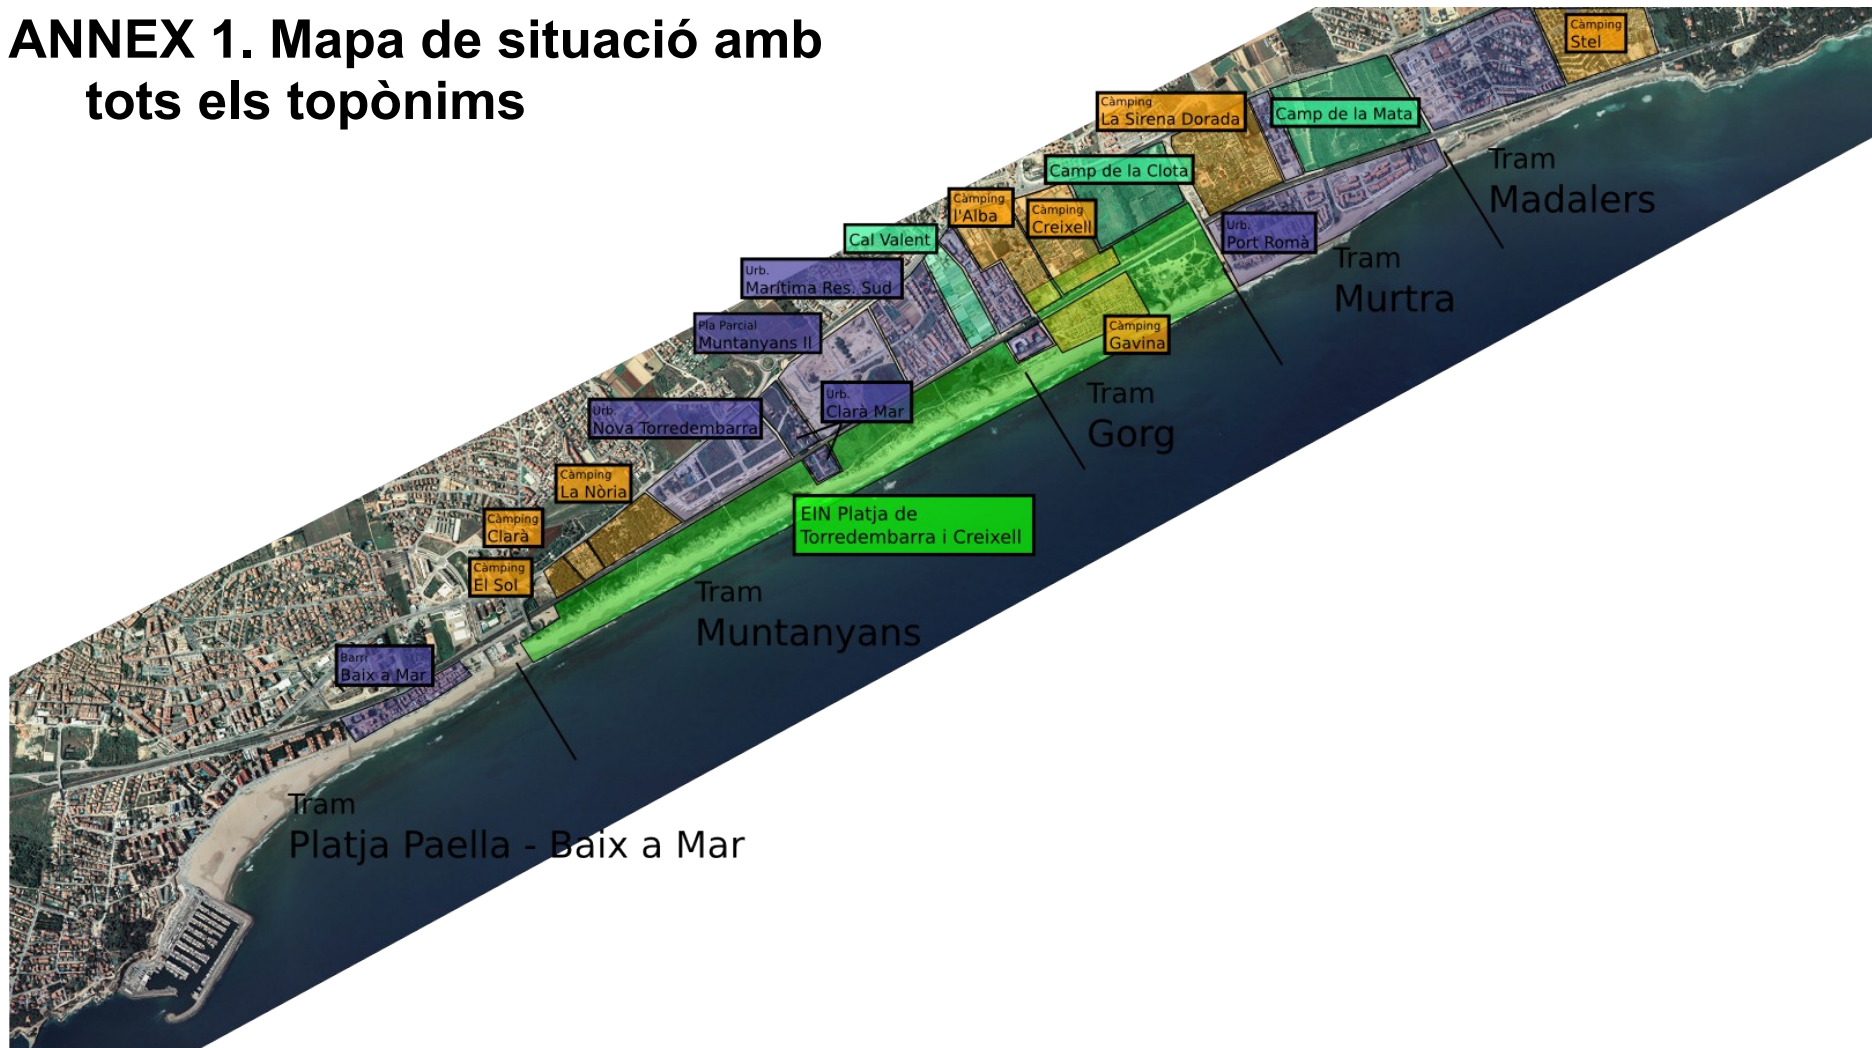 ANNEX 1. Mapa de situació amb
tots els topònims
Càmping
Stel
Càmping
La Sirena Dorada
Camp de la Mata
Tram
Madalers
Camp de la Clota
Càmping
l'Alba
Càmping
Creixell
Urb.
Port Romà
Cal Valent
Tram
Murtra
Urb.
Marítima Res. Sud
Pla Parcial
Muntanyans II
Càmping
Gavina
Urb.
Clarà Mar
Tram
Gorg
Urb.
Nova Torredembarra
Càmping
La Nòria
EIN Platja de
Torredembarra i Creixell
Càmping
Clarà
Càmping
El Sol
Tram
Muntanyans
Barri
Baix a Mar
Tram
Platja Paella - Baix a Mar